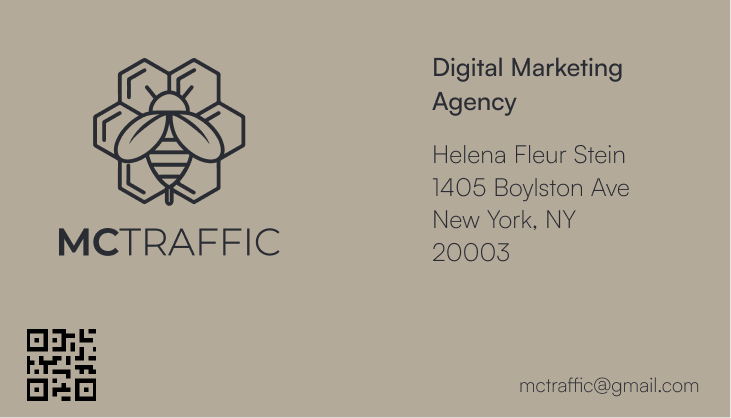 MCTRAFFIC
Digital Marketing
Agency
Helena Fleur Stein
1405 Boylston Ave
New York, NY
20003
mctraffic@gmail.com